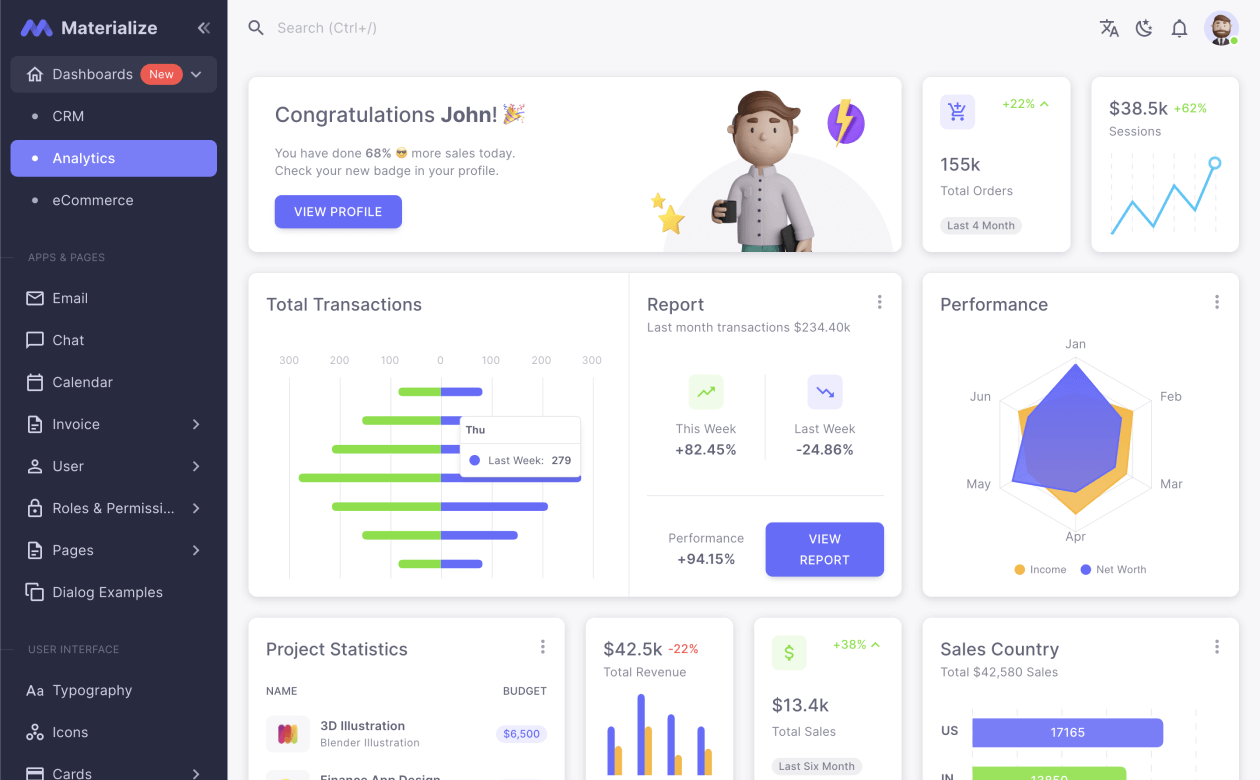 Materialize
Dashboards New
CRM
Analytics
eCommerce
APPS & PAGES
Email
Chat
Calendar
Invoice
User
Roles & Permissi...
Pages
Dialog Examples
USER INTERFACE
Aa Typography
Icons
Cards
Search (Ctrl+/)
Congratulations John! 🎉
You have done 68% 😎 more sales today.
Check your new badge in your profile.
VIEW PROFILE
+22%
155k
Total Orders
Last 4 Month
$38.5k +62%
Sessions
Total Transactions
300 200 100 0 100 200 300
Thu
Last Week: 279
Report
Last month transactions $234.40k
This Week
+82.45%
Last Week
-24.86%
Performance
+94.15%
VIEW
REPORT
Performance
Jan
Feb
Mar
Apr
May
Jun
Income Net Worth
Project Statistics
NAME BUDGET
3D Illustration
Blender Illustration
$6,500
Finance App Design
$42.5k -22%
Total Revenue
+38%
$
$13.4k
Total Sales
Last Six Month
Sales Country
Total $42,580 Sales
US 17165
IN 13850